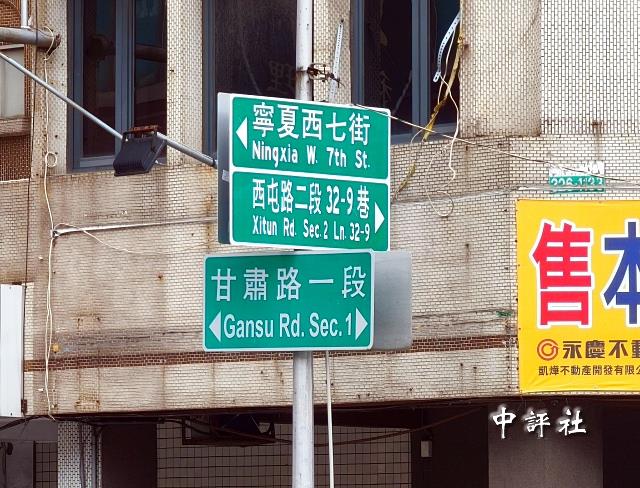 寧夏西七街
Ningxia W. 7th St.
西屯路二段 32-9 巷
Xitun Rd. Sec.2 Ln. 32-9
甘肅路一段
Gansu Rd. Sec.1
售本
永慶不動
凱燁不動產開發有限公
中評社